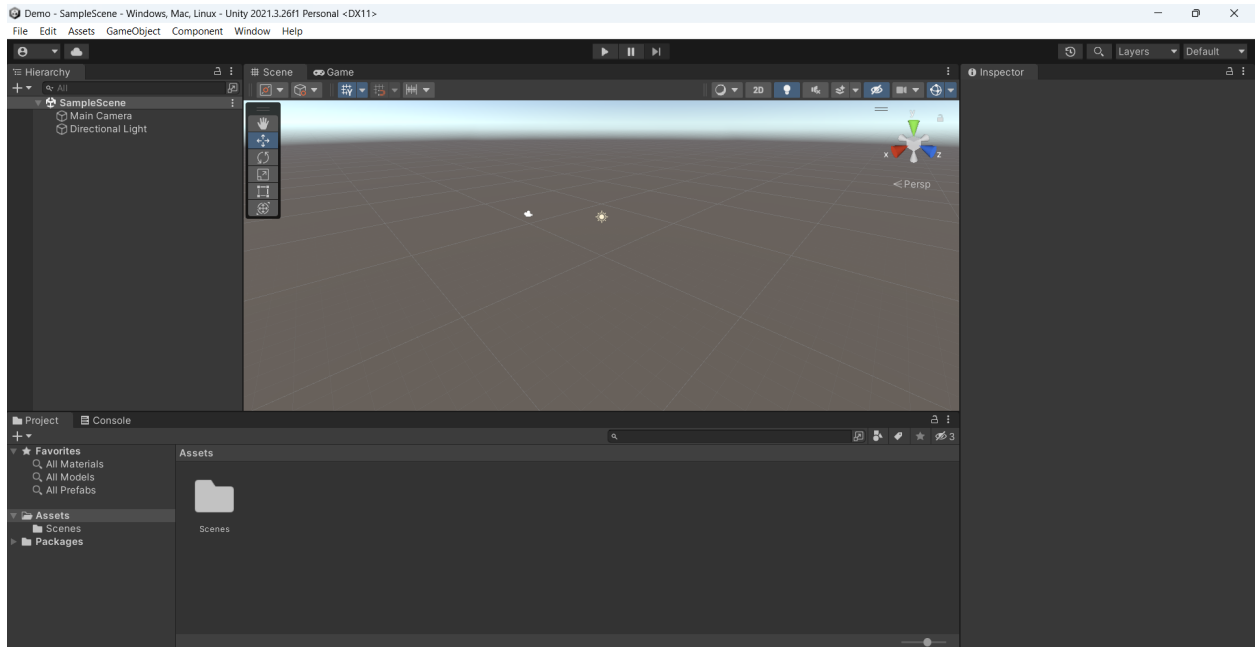 Demo - SampleScene - Windows, Mac, Linux - Unity 2021.3.26f1 Personal <DX11>
File Edit Assets GameObject Component Window Help
Layers Default
Hierarchy
All
SampleScene
Main Camera
Directional Light
Scene Game
2D
y
x z
Persp
Inspector
Project Console
3
Favorites
All Materials
All Models
All Prefabs
Assets
Scenes
Packages
Assets
Scenes